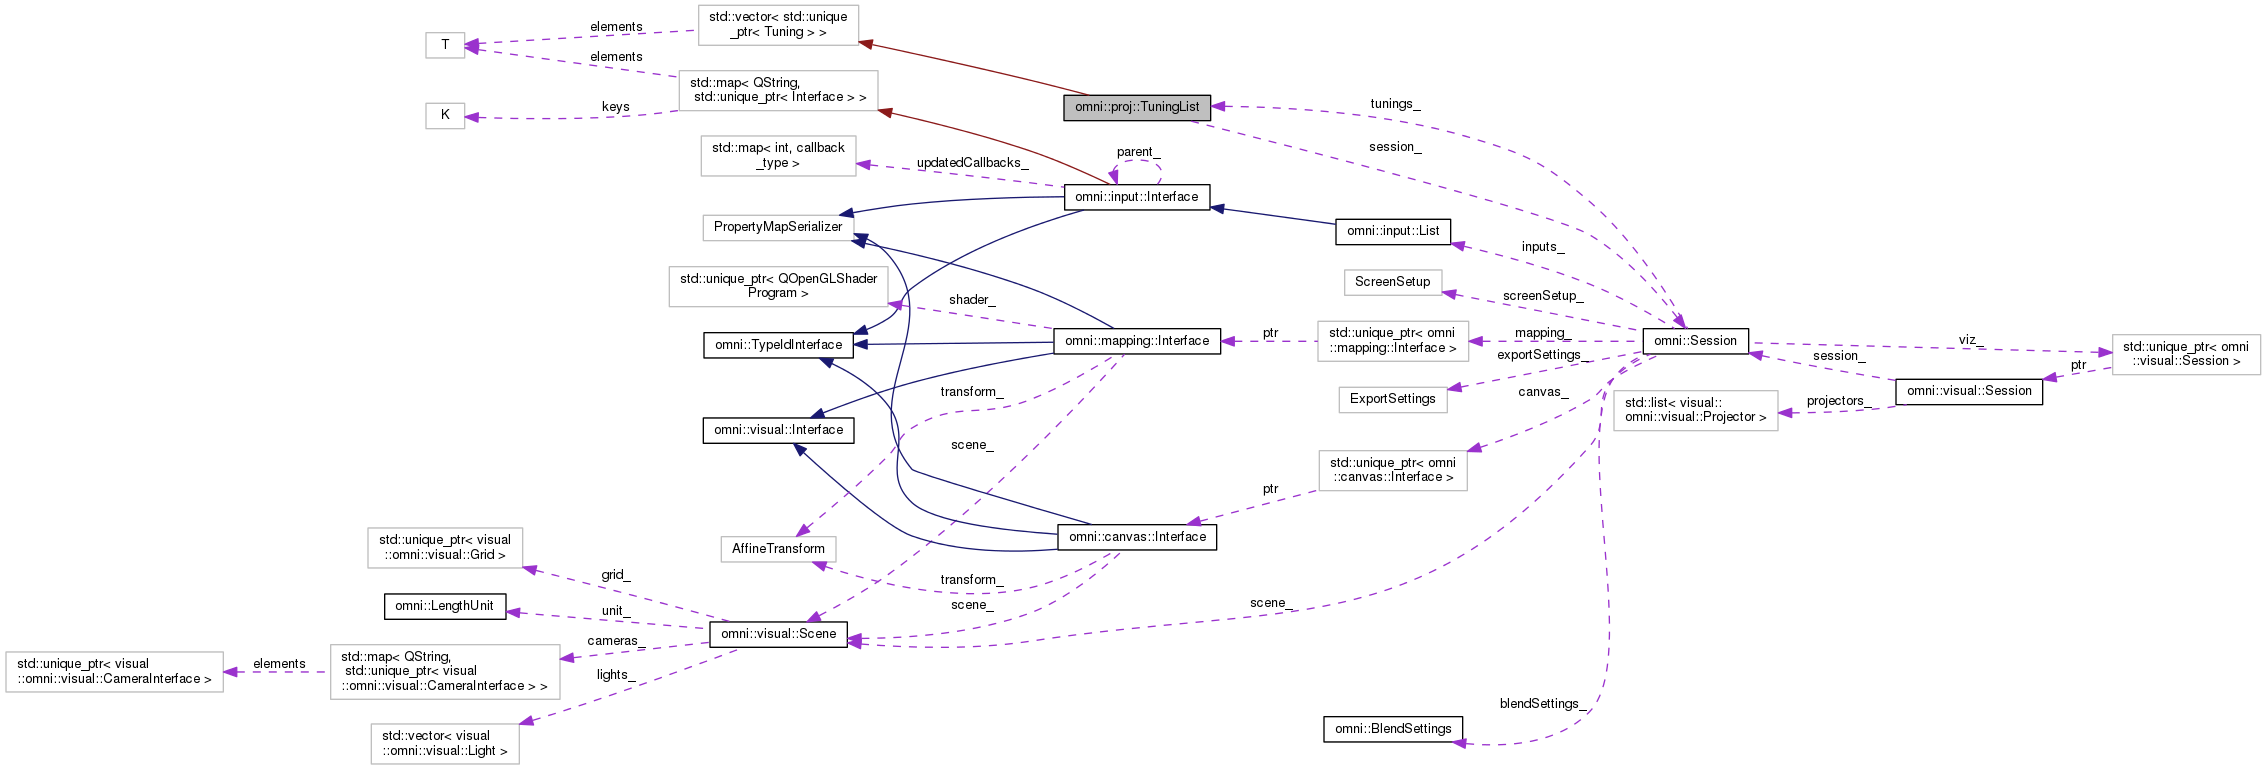 std::vector< std::unique
_ptr< Tuning > >
elements
T
elements
std::map< QString,
std::unique_ptr< Interface > >
keys
K
omni::proj::TuningList
tunings_
session_
std::map< int, callback
_type >
updatedCallbacks_
parent_
omni::input::Interface
PropertyMapSerializer
omni::input::List
inputs_
std::unique_ptr< QOpenGLShader
Program >
shader_
ScreenSetup
screenSetup_
omni::TypeIdInterface
omni::mapping::Interface
ptr
std::unique_ptr< omni
::mapping::Interface >
mapping_
exportSettings_
omni::Session
viz_
std::unique_ptr< omni
::visual::Session >
session_
ptr
omni::visual::Session
projectors_
std::list< visual::
omni::visual::Projector >
ExportSettings
canvas_
transform_
omni::visual::Interface
scene_
std::unique_ptr< omni
::canvas::Interface >
ptr
omni::canvas::Interface
AffineTransform
transform_
scene_
std::unique_ptr< visual
::omni::visual::Grid >
grid_
omni::LengthUnit
unit_
scene_
omni::visual::Scene
cameras_
std::map< QString,
std::unique_ptr< visual
::omni::visual::CameraInterface > >
elements
std::unique_ptr< visual
::omni::visual::CameraInterface >
lights_
std::vector< visual
::omni::visual::Light >
blendSettings_
omni::BlendSettings